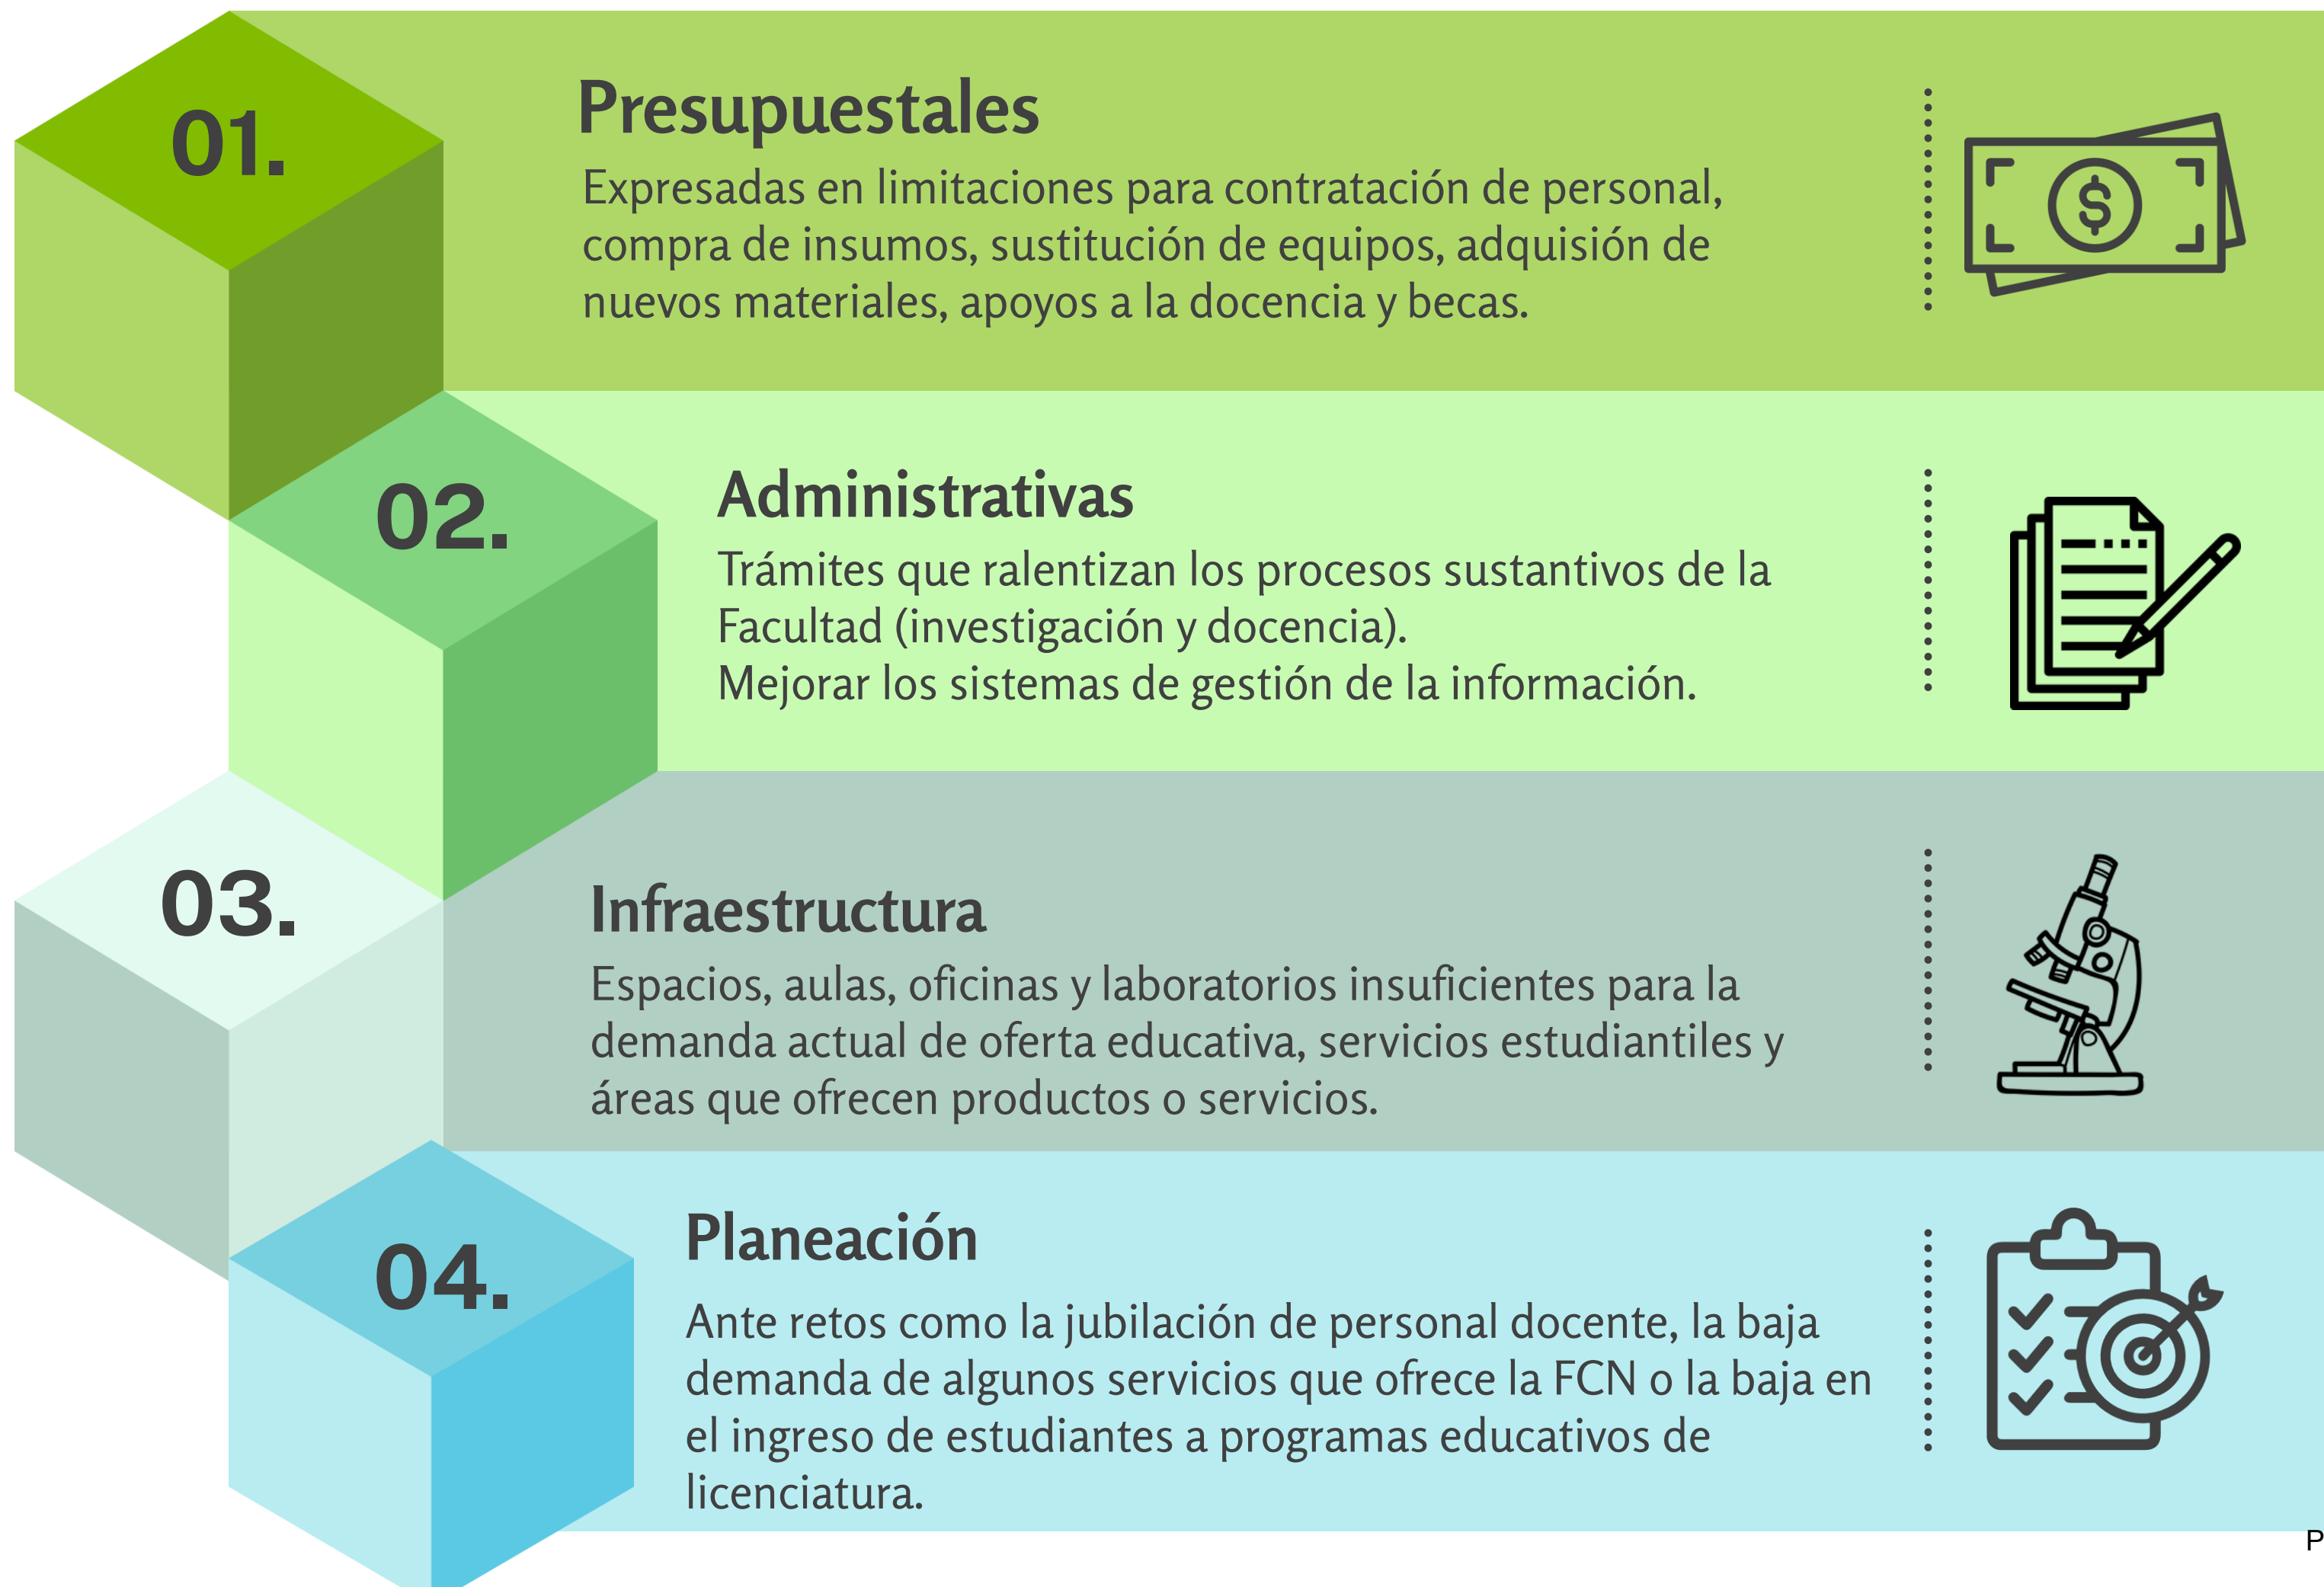 01.
Presupuestales
Expresadas en limitaciones para contratación de personal,
compra de insumos, sustitución de equipos, adquisión de
nuevos materiales, apoyos a la docencia y becas.
$
02.
Administrativas
Trámites que ralentizan los procesos sustantivos de la
Facultad (investigación y docencia).
Mejorar los sistemas de gestión de la información.
03.
Infraestructura
Espacios, aulas, oficinas y laboratorios insuficientes para la
demanda actual de oferta educativa, servicios estudiantiles y
áreas que ofrecen productos o servicios.
04.
Planeación
Ante retos como la jubilación de personal docente, la baja
demanda de algunos servicios que ofrece la FCN o la baja en
el ingreso de estudiantes a programas educativos de
licenciatura.
P